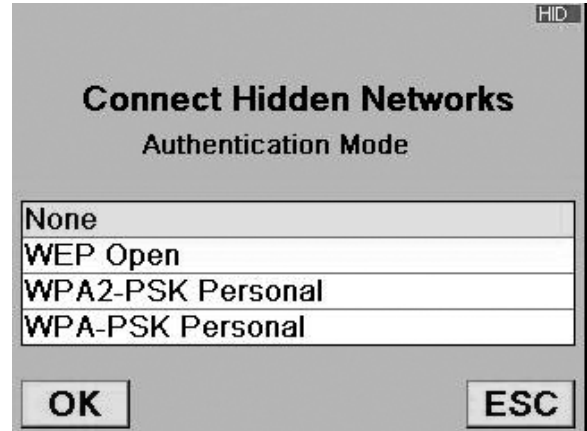 HID
Connect Hidden Networks
Authentication Mode
None
WEP Open
WPA2-PSK Personal
WPA-PSK Personal
OK ESC